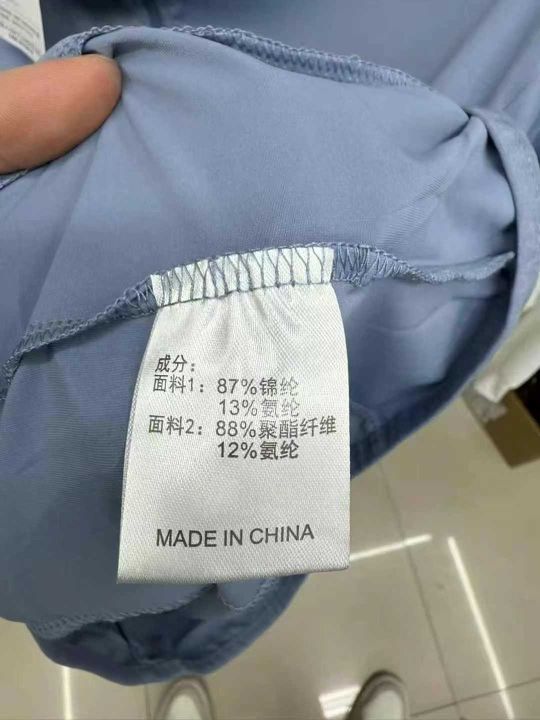 成分:
面料1: 87%锦纶
13%氨纶
面料2: 88%聚酯纤维
12%氨纶
MADE IN CHINA